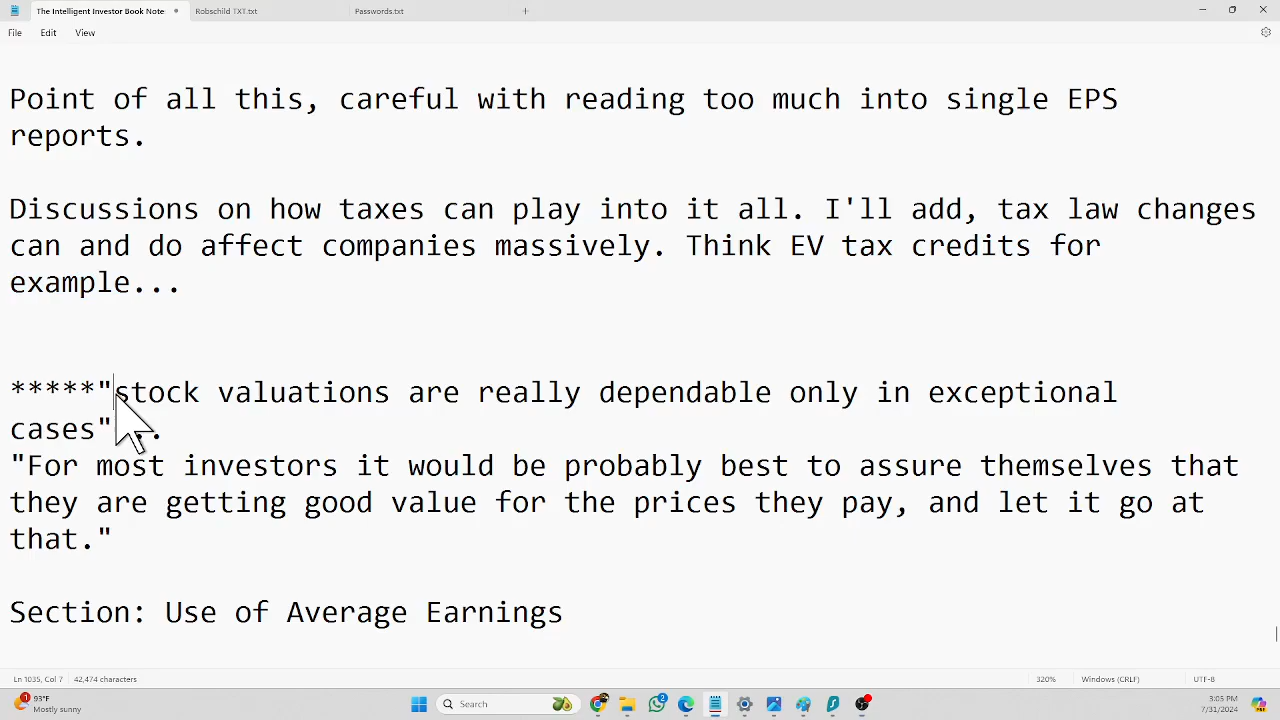 The Intelligent Investor Book Note:
Robschild TXT.txt
Passwords.txt
File Edit View
Point of all this, careful with reading too much into single EPS
reports.
Discussions on how taxes can play into it all. I'll add, tax law changes
can and do affect companies massively. Think EV tax credits for
example...
*****"stock valuations are really dependable only in exceptional
cases"..
"For most investors it would be probably best to assure themselves that
they are getting good value for the prices they pay, and let it go at
that."
Section: Use of Average Earnings
Ln 1035, Col 7 42,474 characters 320% Windows (CRLF) UTF-8
1 93°F
Mostly sunny
Search
2
3:05 PM
7/31/2024